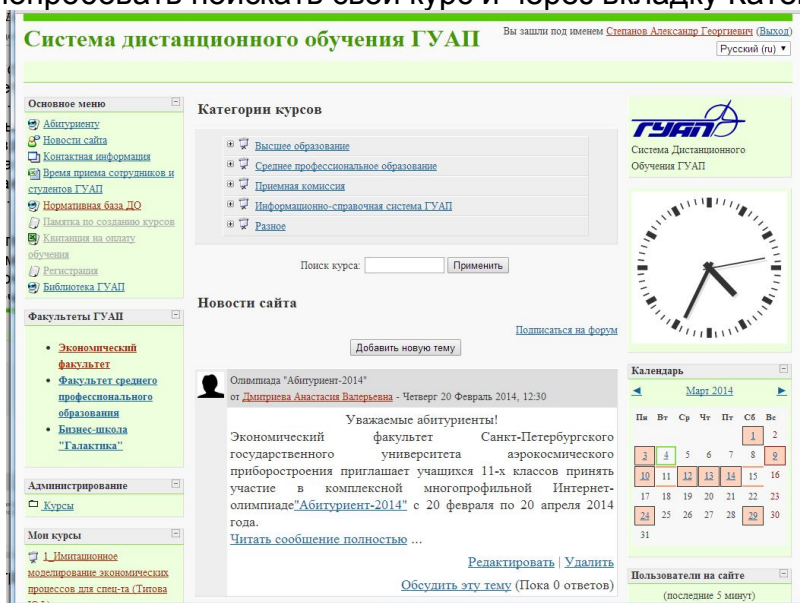 попробовать поискать свой курс и через вкладку
Система дистанционного обучения ГУАП
Вы зашли под именем Степанов Александр Георгиевич (Выход)
Русский (ru)
Основное меню
Абитуриенту
Новости сайта
Контактная информация
Время приема сотрудников и
студентов ГУАП
Нормативная база ДО
Памятка по созданию курсов
Квитанция на оплату
обучения
Регистрация
Библиотека ГУАП
Факультеты ГУАП
Экономический
факультет
Факультет среднего
профессионального
образования
Бизнес-школа
"Галактика"
Администрирование
Курсы
Мои курсы
1_Имитационное
моделирование экономических
процессов для спец-та (Титова
Категории курсов
Высшее образование
Среднее профессиональное образование
Приемная комиссия
Информационно-справочная система ГУАП
Разное
Поиск курса:
Применить
Новости сайта
Подписаться на форум
Добавить новую тему
Олимпиада "Абитуриент-2014"
от Дмитриева Анастасия Валерьевна - Четверг 20 Февраль 2014, 12:30
Уважаемые абитуриенты!
Экономический факультет Санкт-Петербургского
государственного университета аэрокосмического
приборостроения приглашает учащихся 11-х классов принять
участие в комплексной многопрофильной Интернет-
олимпиаде"Абитуриент-2014" с 20 февраля по 20 апреля 2014
года.
Читать сообщение полностью ...
Редактировать | Удалить
Обсудить эту тему (Пока 0 ответов)
ГУАП
Система Дистанционного
Обучения ГУАП
Календарь
Март 2014
Пн Вт Ср Чт Пт Сб Вс
1 2
3 4 5 6 7 8 9
10 11 12 13 14 15 16
17 18 19 20 21 22 23
24 25 26 27 28 29 30
31
Пользователи на сайте
(последние 5 минут)